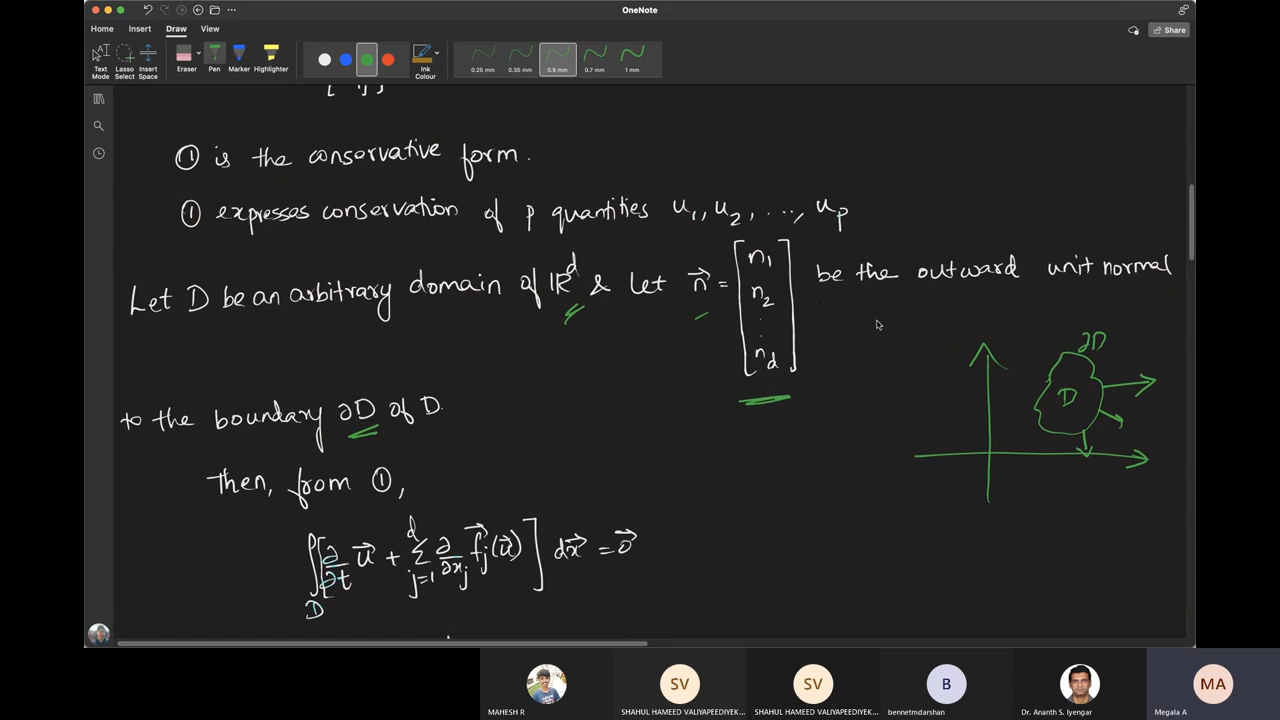 OneNote
Home Insert Draw View
Share
Text Mode
Lasso Select
Insert Space
Eraser
Pen
Marker
Highlighter
Ink Colour
0.25 mm
0.35 mm
0.5 mm
0.7 mm
1 mm
① is the conservative form.
① expresses conservation of p quantities u₁, u₂, ..., uₚ
Let D be an arbitrary domain of ℝᵈ & let n⃗ = [n₁ n₂ ⋮ n_d] be the outward unit normal
∂D
D
to the boundary ∂D of D.
Then, from ①,
∫_D [∂/∂t u⃗ + Σ_{j=1}^{d} ∂/∂x_j f⃗_j(u⃗)] dx⃗ = 0⃗
SV
SV
B
MA
MAHESH R
SHAHUL HAMEED VALIYAPEEDIYEK...
SHAHUL HAMEED VALIYAPEEDIYEK...
bennetmdarshan
Dr. Ananth S. Iyengar
Megala A